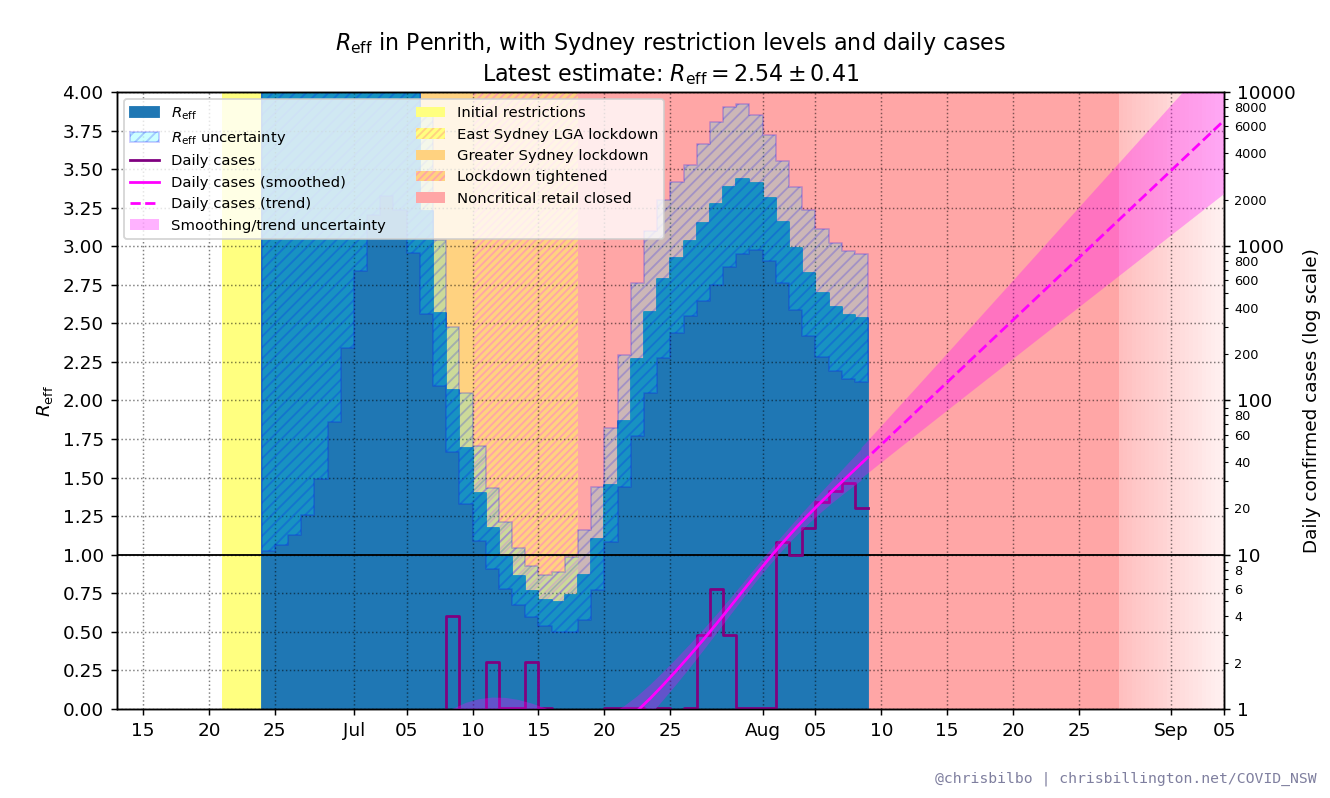 R_eff in Penrith, with Sydney restriction levels and daily cases
Latest estimate: R_eff = 2.54 ± 0.41
R_eff
R_eff uncertainty
Daily cases
Daily cases (smoothed)
Daily cases (trend)
Smoothing/trend uncertainty
Initial restrictions
East Sydney LGA lockdown
Greater Sydney lockdown
Lockdown tightened
Noncritical retail closed
4.00
3.75
3.50
3.25
3.00
2.75
2.50
2.25
2.00
1.75
1.50
1.25
1.00
0.75
0.50
0.25
0.00
R_eff
10000
8000
6000
4000
2000
1000
800
600
400
200
100
80
60
40
20
10
8
6
4
2
1
Daily confirmed cases (log scale)
15 20 25 Jul 05 10 15 20 25 Aug 05 10 15 20 25 Sep 05
@chrisbilbo | chrisbillington.net/COVID_NSW